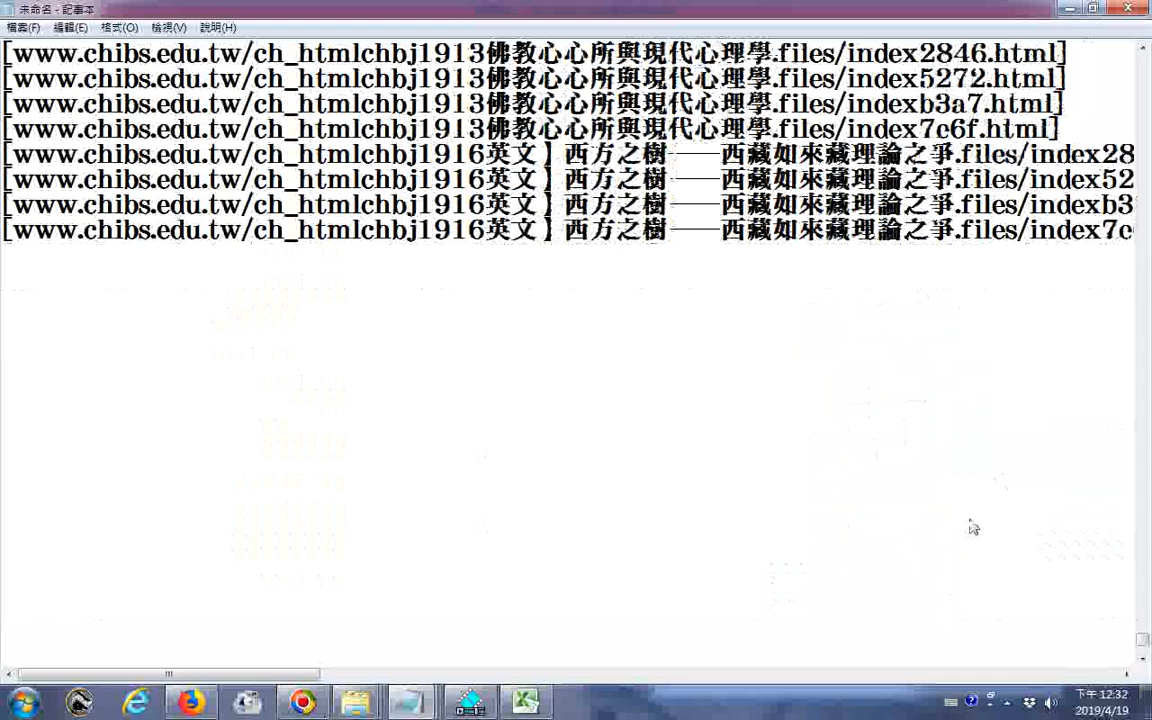 未命名 - 記事本
檔案(F) 編輯(E) 格式(O) 檢視(V) 說明(H)
[www.chibs.edu.tw/ch_htmlchbj1913佛教心心所與現代心理學.files/index2846.html]
[www.chibs.edu.tw/ch_htmlchbj1913佛教心心所與現代心理學.files/index5272.html]
[www.chibs.edu.tw/ch_htmlchbj1913佛教心心所與現代心理學.files/indexb3a7.html]
[www.chibs.edu.tw/ch_htmlchbj1913佛教心心所與現代心理學.files/index7c6f.html]
[www.chibs.edu.tw/ch_htmlchbj1916英文】西方之樹——西藏如來藏理論之爭.files/index28
[www.chibs.edu.tw/ch_htmlchbj1916英文】西方之樹——西藏如來藏理論之爭.files/index52
[www.chibs.edu.tw/ch_htmlchbj1916英文】西方之樹——西藏如來藏理論之爭.files/indexb3
[www.chibs.edu.tw/ch_htmlchbj1916英文】西方之樹——西藏如來藏理論之爭.files/index7c
下午 12:32
2019/4/19